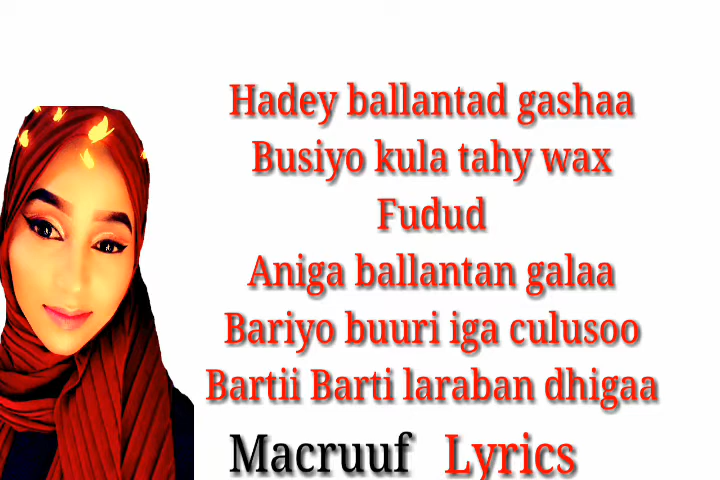 Hadey ballantad gashaa
Busiyo kula tahy wax
Fudud
Aniga ballantan galaa
Bariyo buuri iga culusoo
Bartii Barti laraban dhigaa
Macruuf Lyrics